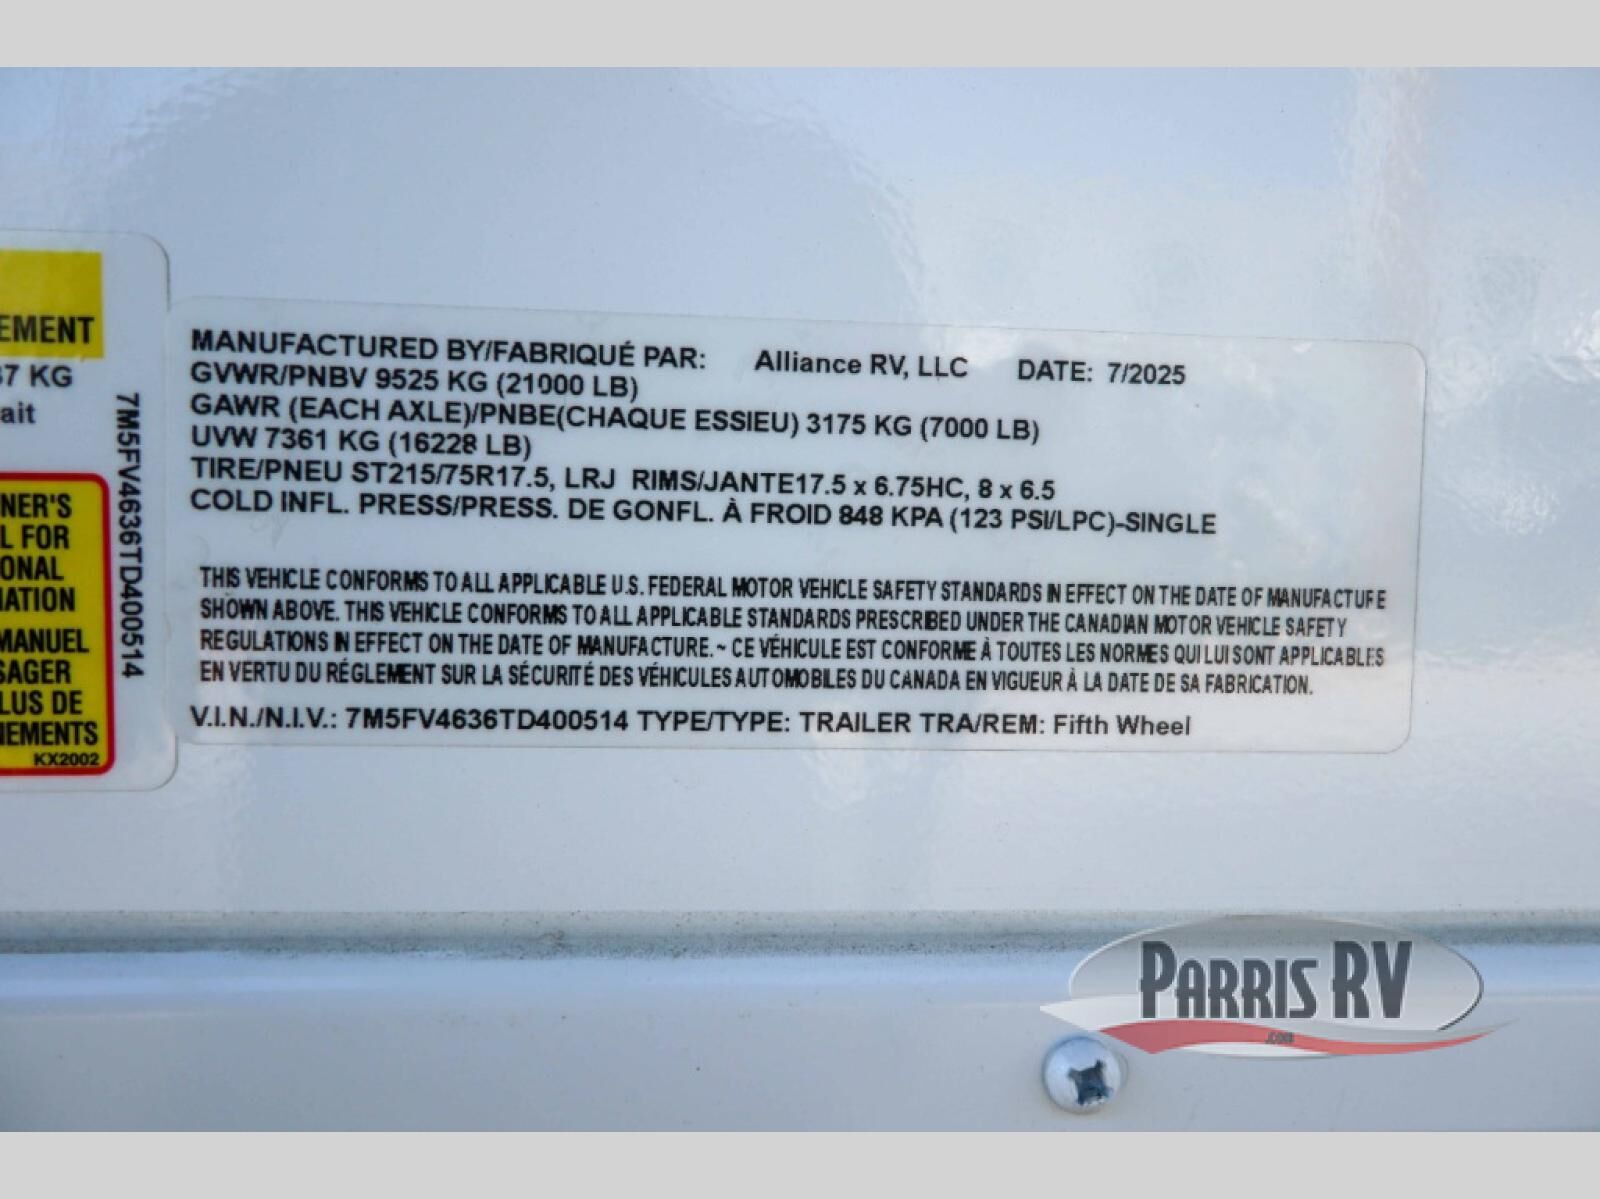 EMENT
37 KG
ait
NER'S
L FOR
ONAL
MATION
MANUEL
SAGER
LUS DE
NEMENTS
KX2002
7M5FV4636TD400514
MANUFACTURED BY/FABRIQUÉ PAR: Alliance RV, LLC DATE: 7/2025
GVWR/PNBV 9525 KG (21000 LB)
GAWR (EACH AXLE)/PNBE(CHAQUE ESSIEU) 3175 KG (7000 LB)
UVW 7361 KG (16228 LB)
TIRE/PNEU ST215/75R17.5, LRJ RIMS/JANTE17.5 x 6.75HC, 8 x 6.5
COLD INFL. PRESS/PRESS. DE GONFL. À FROID 848 KPA (123 PSI/LPC)-SINGLE
THIS VEHICLE CONFORMS TO ALL APPLICABLE U.S. FEDERAL MOTOR VEHICLE SAFETY STANDARDS IN EFFECT ON THE DATE OF MANUFACTURE
SHOWN ABOVE. THIS VEHICLE CONFORMS TO ALL APPLICABLE STANDARDS PRESCRIBED UNDER THE CANADIAN MOTOR VEHICLE SAFETY
REGULATIONS IN EFFECT ON THE DATE OF MANUFACTURE. ~ CE VÉHICULE EST CONFORME À TOUTES LES NORMES QUI LUI SONT APPLICABLES
EN VERTU DU RÉGLEMENT SUR LA SÉCURITÉ DES VÉHICULES AUTOMOBILES DU CANADA EN VIGUEUR À LA DATE DE SA FABRICATION.
V.I.N./N.I.V.: 7M5FV4636TD400514 TYPE/TYPE: TRAILER TRA/REM: Fifth Wheel
PARRIS RV
.COM